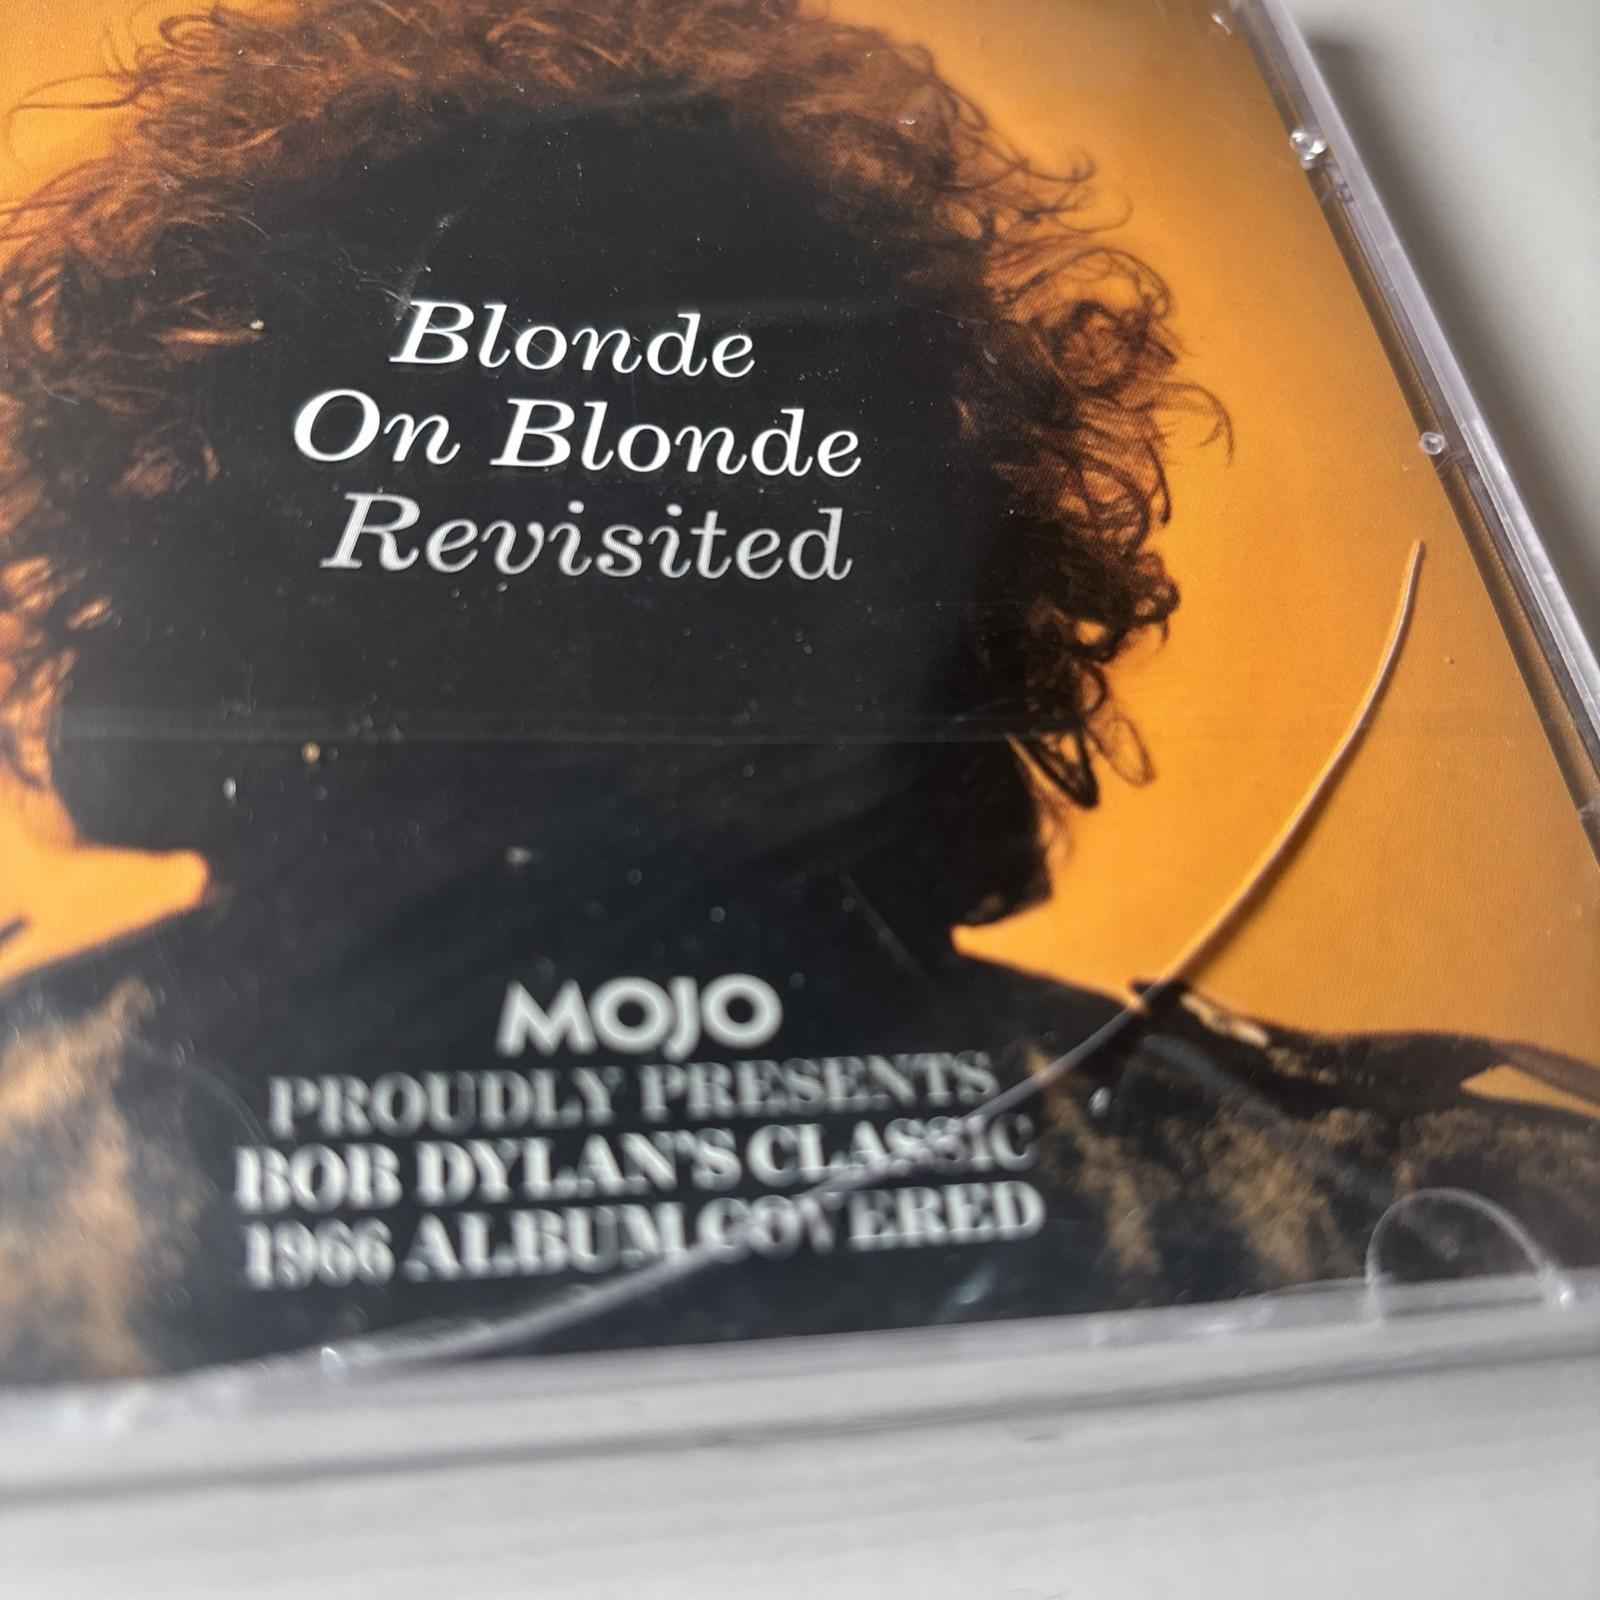 Blonde
On Blonde
Revisited
MOJO
PROUDLY PRESENTS
BOB DYLAN'S CLASSIC
1966 ALBUM COVERED